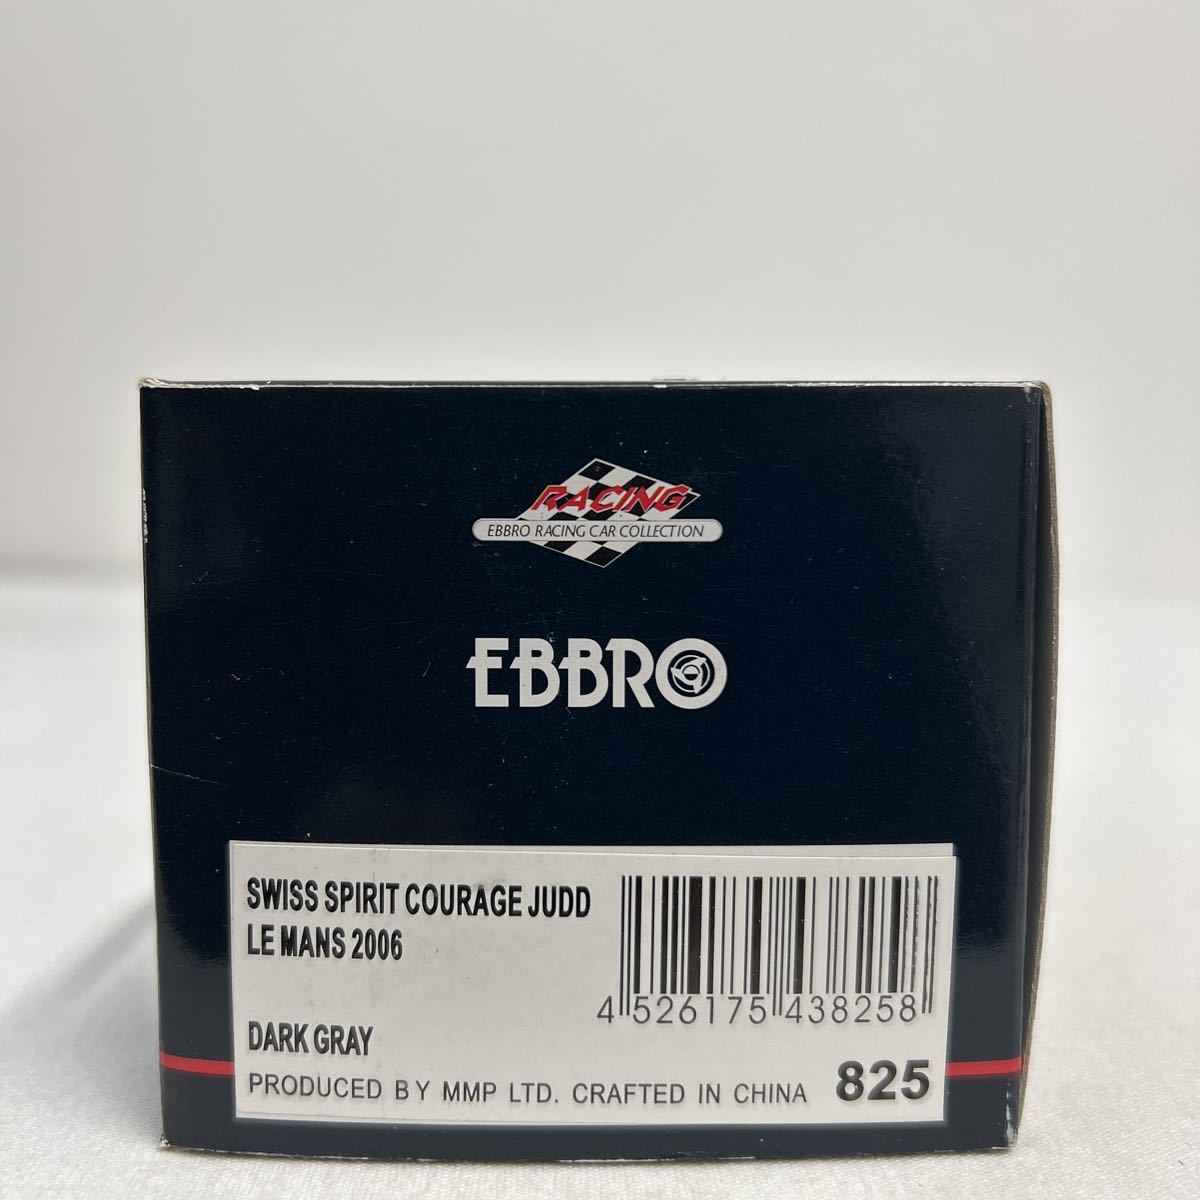 RACING
EBBRO RACING CAR COLLECTION
EBBRO
SWISS SPIRIT COURAGE JUDD
LE MANS 2006
4 526175 438258
DARK GRAY
PRODUCED BY MMP LTD. CRAFTED IN CHINA 825